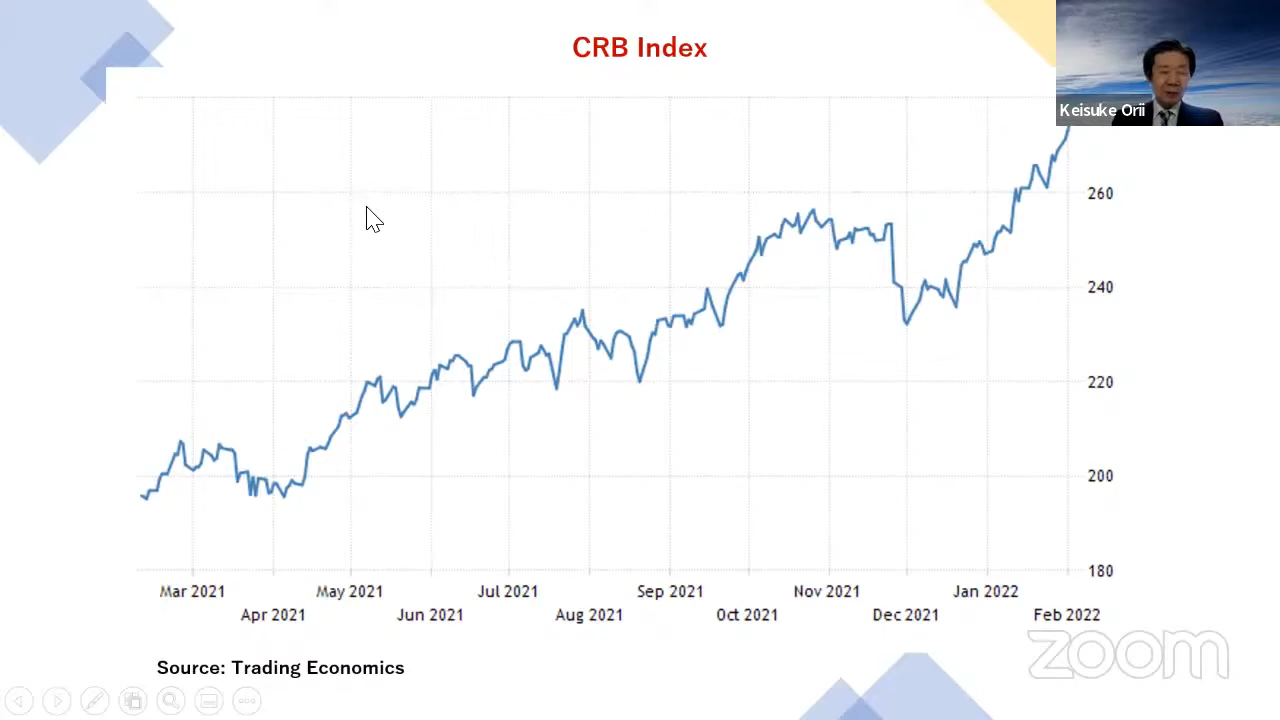 CRB Index
Keisuke Orii
260
240
220
200
180
Mar 2021
Apr 2021
May 2021
Jun 2021
Jul 2021
Aug 2021
Sep 2021
Oct 2021
Nov 2021
Dec 2021
Jan 2022
Feb 2022
Source: Trading Economics
zoom